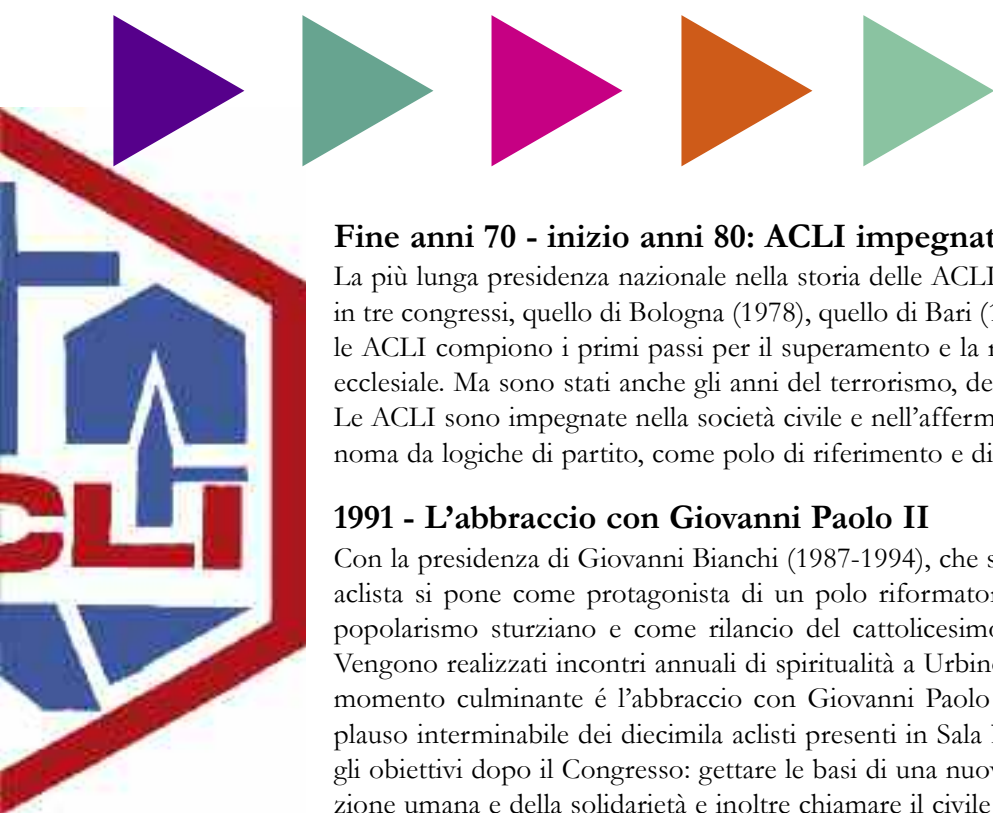 CLI
Fine anni 70 - inizio anni 80: ACLI impegnat
La più lunga presidenza nazionale nella storia delle ACLI
in tre congressi, quello di Bologna (1978), quello di Bari (1
le ACLI compiono i primi passi per il superamento e la r
ecclesiale. Ma sono stati anche gli anni del terrorismo, de
Le ACLI sono impegnate nella società civile e nell’afferm
noma da logiche di partito, come polo di riferimento e di
1991 - L’abbraccio con Giovanni Paolo II
Con la presidenza di Giovanni Bianchi (1987-1994), che s
aclista si pone come protagonista di un polo riformator
popolarismo sturziano e come rilancio del cattolicesimo
Vengono realizzati incontri annuali di spiritualità a Urbino
momento culminante é l’abbraccio con Giovanni Paolo
plauso interminabile dei diecimila aclisti presenti in Sala
gli obiettivi dopo il Congresso: gettare le basi di una nuov
zione umana e della solidarietà e inoltre chiamare il civile